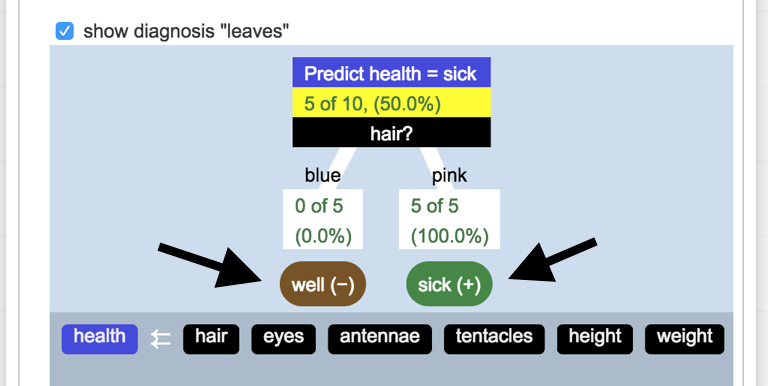 show diagnosis "leaves"
Predict health = sick
5 of 10, (50.0%)
hair?
blue pink
0 of 5 5 of 5
(0.0%) (100.0%)
well (−) sick (+)
health ⇇ hair eyes antennae tentacles height weight